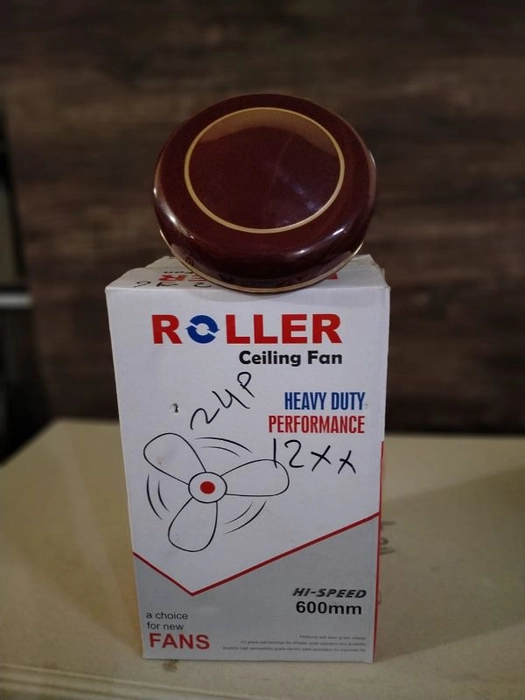 ROLLER
Ceiling Fan
24P
HEAVY DUTY
PERFORMANCE
12xx
HI-SPEED
600mm
a choice
for new
FANS